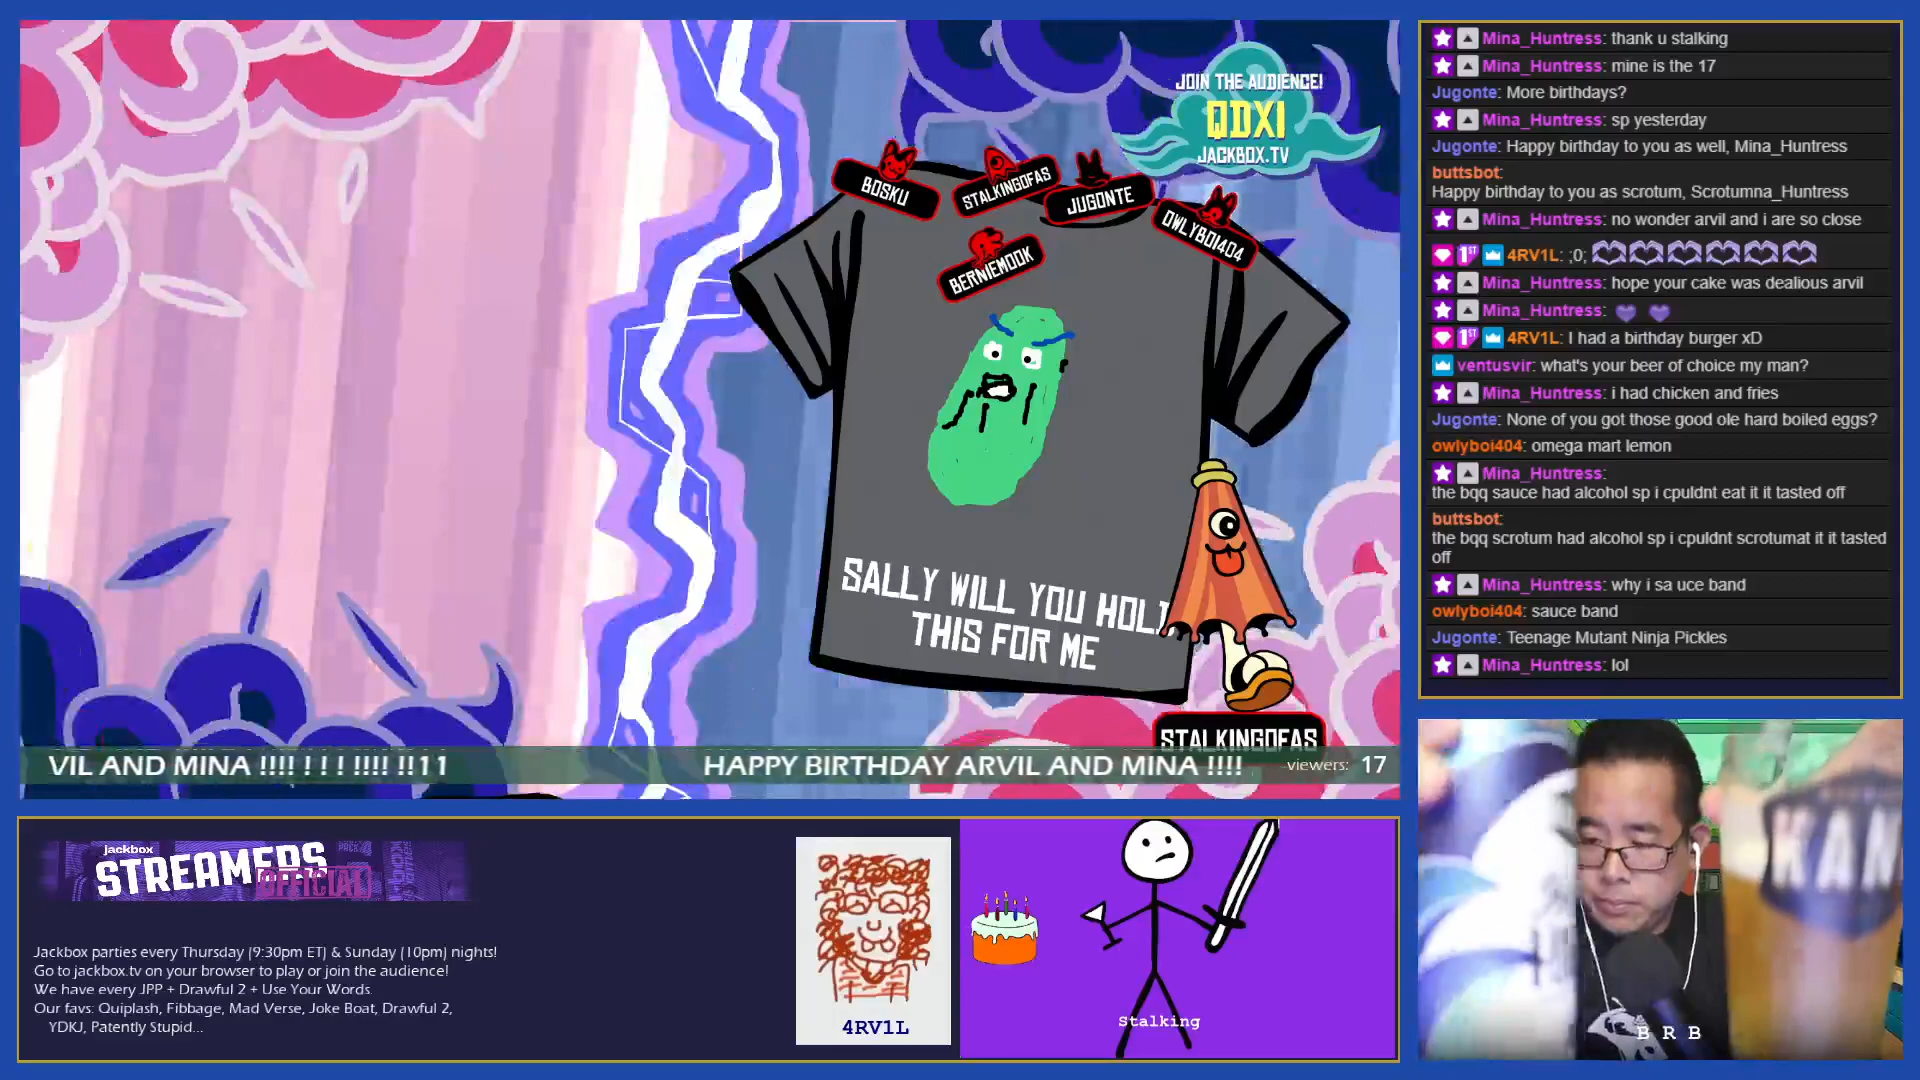 JOIN THE AUDIENCE!
QDXI
JACKBOX.TV
BOSKU
STALKINGOFAS
JUGONTE
OWLYBOI404
BERNIEMOOK
SALLY WILL YOU HOLD
THIS FOR ME
STALKINGOFAS
VIL AND MINA !!!! ! ! ! !!!! !!11
HAPPY BIRTHDAY ARVIL AND MINA !!!!
viewers: 17
Mina_Huntress: thank u stalking
Mina_Huntress: mine is the 17
Jugonte: More birthdays?
Mina_Huntress: sp yesterday
Jugonte: Happy birthday to you as well, Mina_Huntress
buttsbot:
Happy birthday to you as scrotum, Scrotumna_Huntress
Mina_Huntress: no wonder arvil and i are so close
1ST 4RV1L: ;0;
Mina_Huntress: hope your cake was dealious arvil
Mina_Huntress:
1ST 4RV1L: I had a birthday burger xD
ventusvir: what's your beer of choice my man?
Mina_Huntress: i had chicken and fries
Jugonte: None of you got those good ole hard boiled eggs?
owlyboi404: omega mart lemon
Mina_Huntress:
the bqq sauce had alcohol sp i cpuldnt eat it it tasted off
buttsbot:
the bqq scrotum had alcohol sp i cpuldnt scrotumat it it tasted
off
Mina_Huntress: why i sa uce band
owlyboi404: sauce band
Jugonte: Teenage Mutant Ninja Pickles
Mina_Huntress: lol
jackbox
STREAMERS
OFFICIAL
Jackbox parties every Thursday (9:30pm ET) & Sunday (10pm) nights!
Go to jackbox.tv on your browser to play or join the audience!
We have every JPP + Drawful 2 + Use Your Words.
Our favs: Quiplash, Fibbage, Mad Verse, Joke Boat, Drawful 2,
YDKJ, Patently Stupid...
4RV1L
Stalking
KAN
B R B